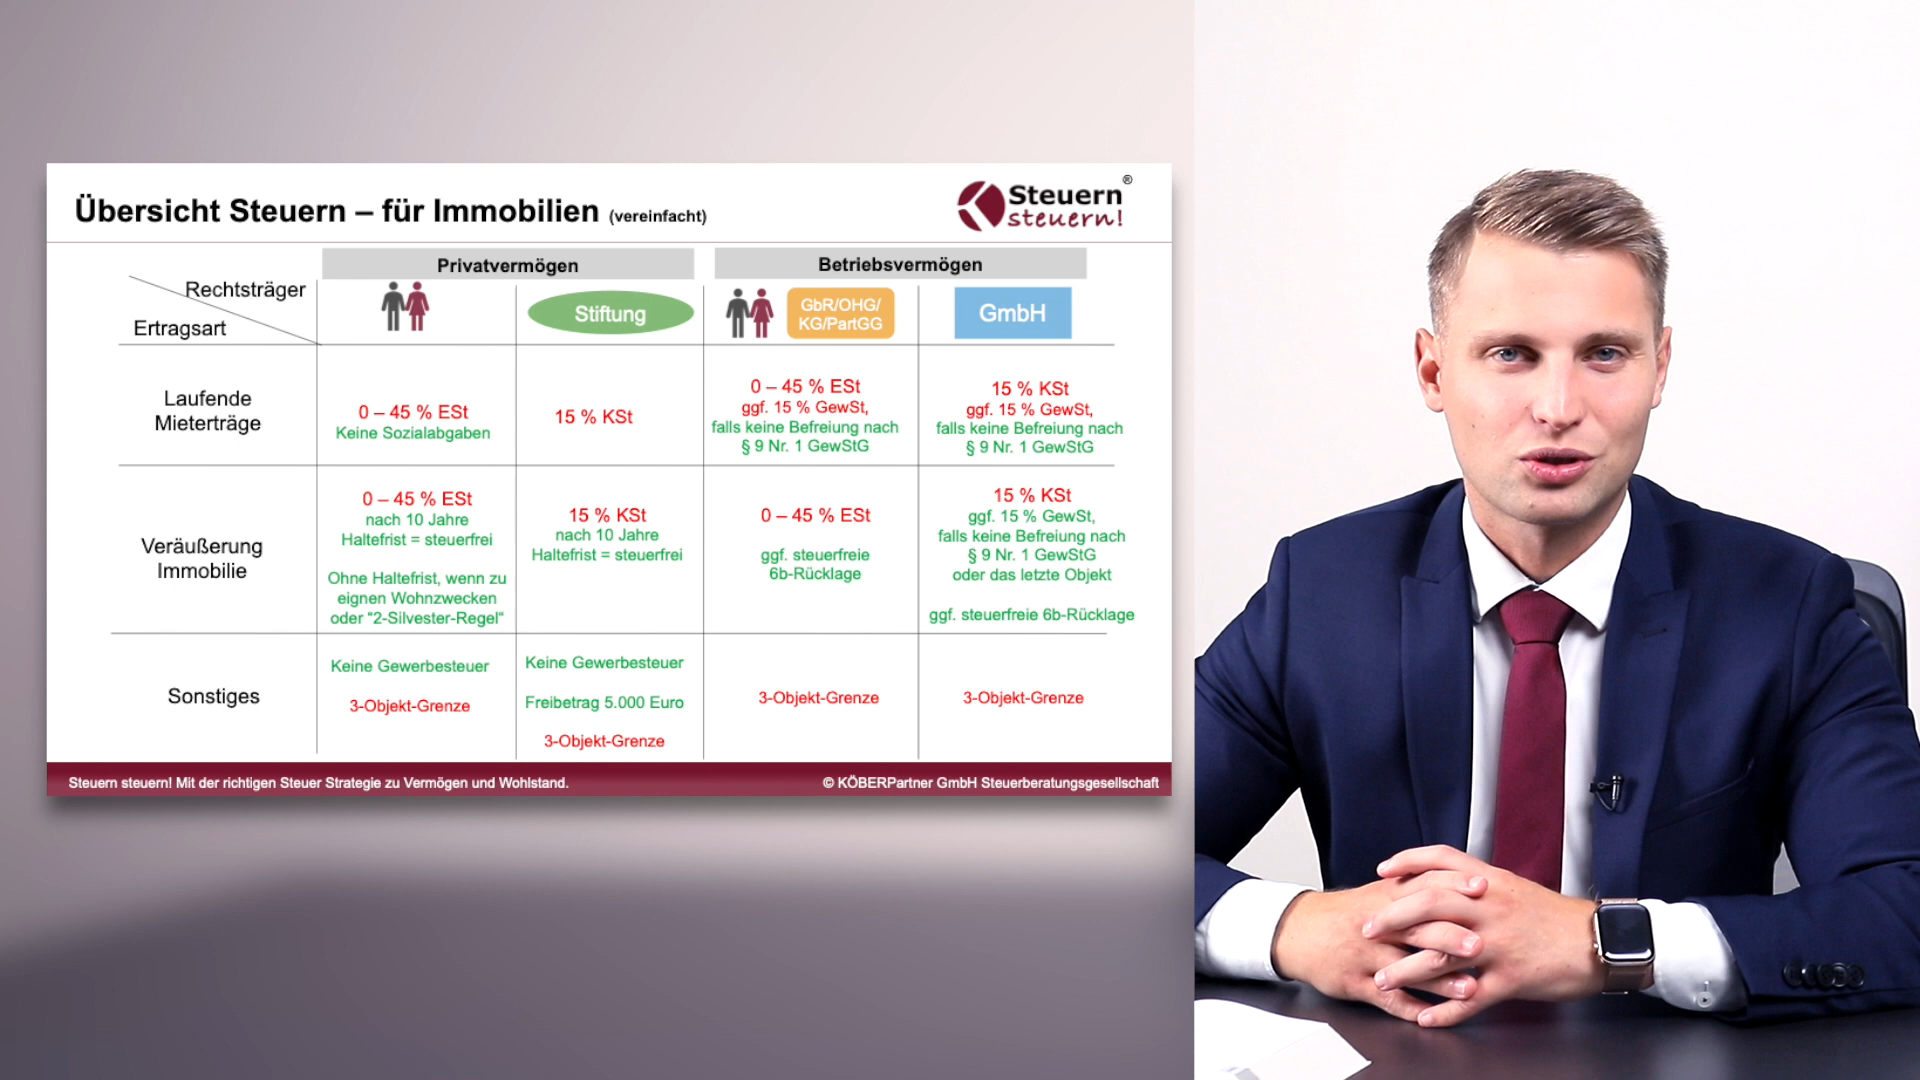 Übersicht Steuern – für Immobilien (vereinfacht)
Steuern®
steuern!
Privatvermögen
Betriebsvermögen
Rechtsträger
Ertragsart
Stiftung
GbR/OHG/
KG/PartGG
GmbH
Laufende
Mieterträge
0 – 45 % ESt
Keine Sozialabgaben
15 % KSt
0 – 45 % ESt
ggf. 15 % GewSt,
falls keine Befreiung nach
§ 9 Nr. 1 GewStG
15 % KSt
ggf. 15 % GewSt,
falls keine Befreiung nach
§ 9 Nr. 1 GewStG
Veräußerung
Immobilie
0 – 45 % ESt
nach 10 Jahre
Haltefrist = steuerfrei
Ohne Haltefrist, wenn zu
eignen Wohnzwecken
oder "2-Silvester-Regel"
15 % KSt
nach 10 Jahre
Haltefrist = steuerfrei
0 – 45 % ESt
ggf. steuerfreie
6b-Rücklage
15 % KSt
ggf. 15 % GewSt,
falls keine Befreiung nach
§ 9 Nr. 1 GewStG
oder das letzte Objekt
ggf. steuerfreie 6b-Rücklage
Sonstiges
Keine Gewerbesteuer
3-Objekt-Grenze
Keine Gewerbesteuer
Freibetrag 5.000 Euro
3-Objekt-Grenze
3-Objekt-Grenze
3-Objekt-Grenze
Steuern steuern! Mit der richtigen Steuer Strategie zu Vermögen und Wohlstand.
© KÖBERPartner GmbH Steuerberatungsgesellschaft